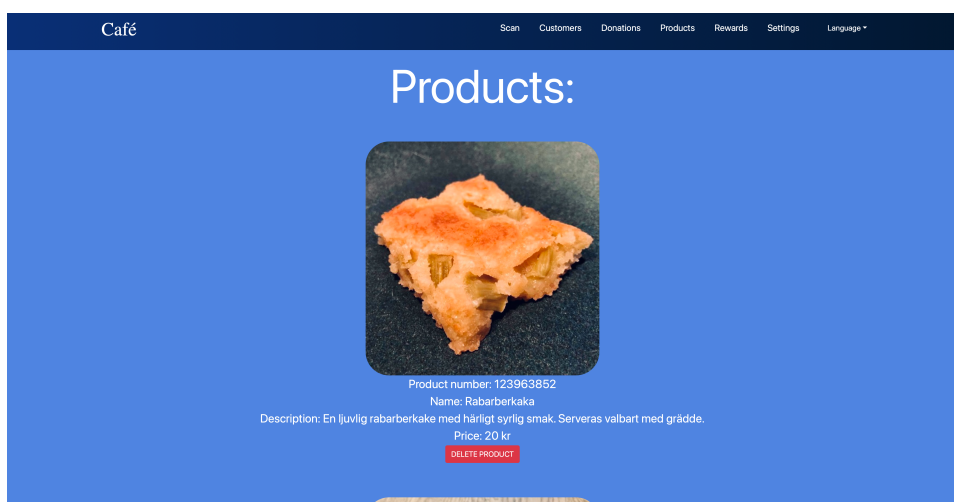 Café
Scan Customers Donations Products Rewards Settings Language
Products:
Product number: 123963852
Name: Rabarberkaka
Description: En ljuvlig rabarberkake med härligt syrlig smak. Serveras valbart med grädde.
Price: 20 kr
DELETE PRODUCT